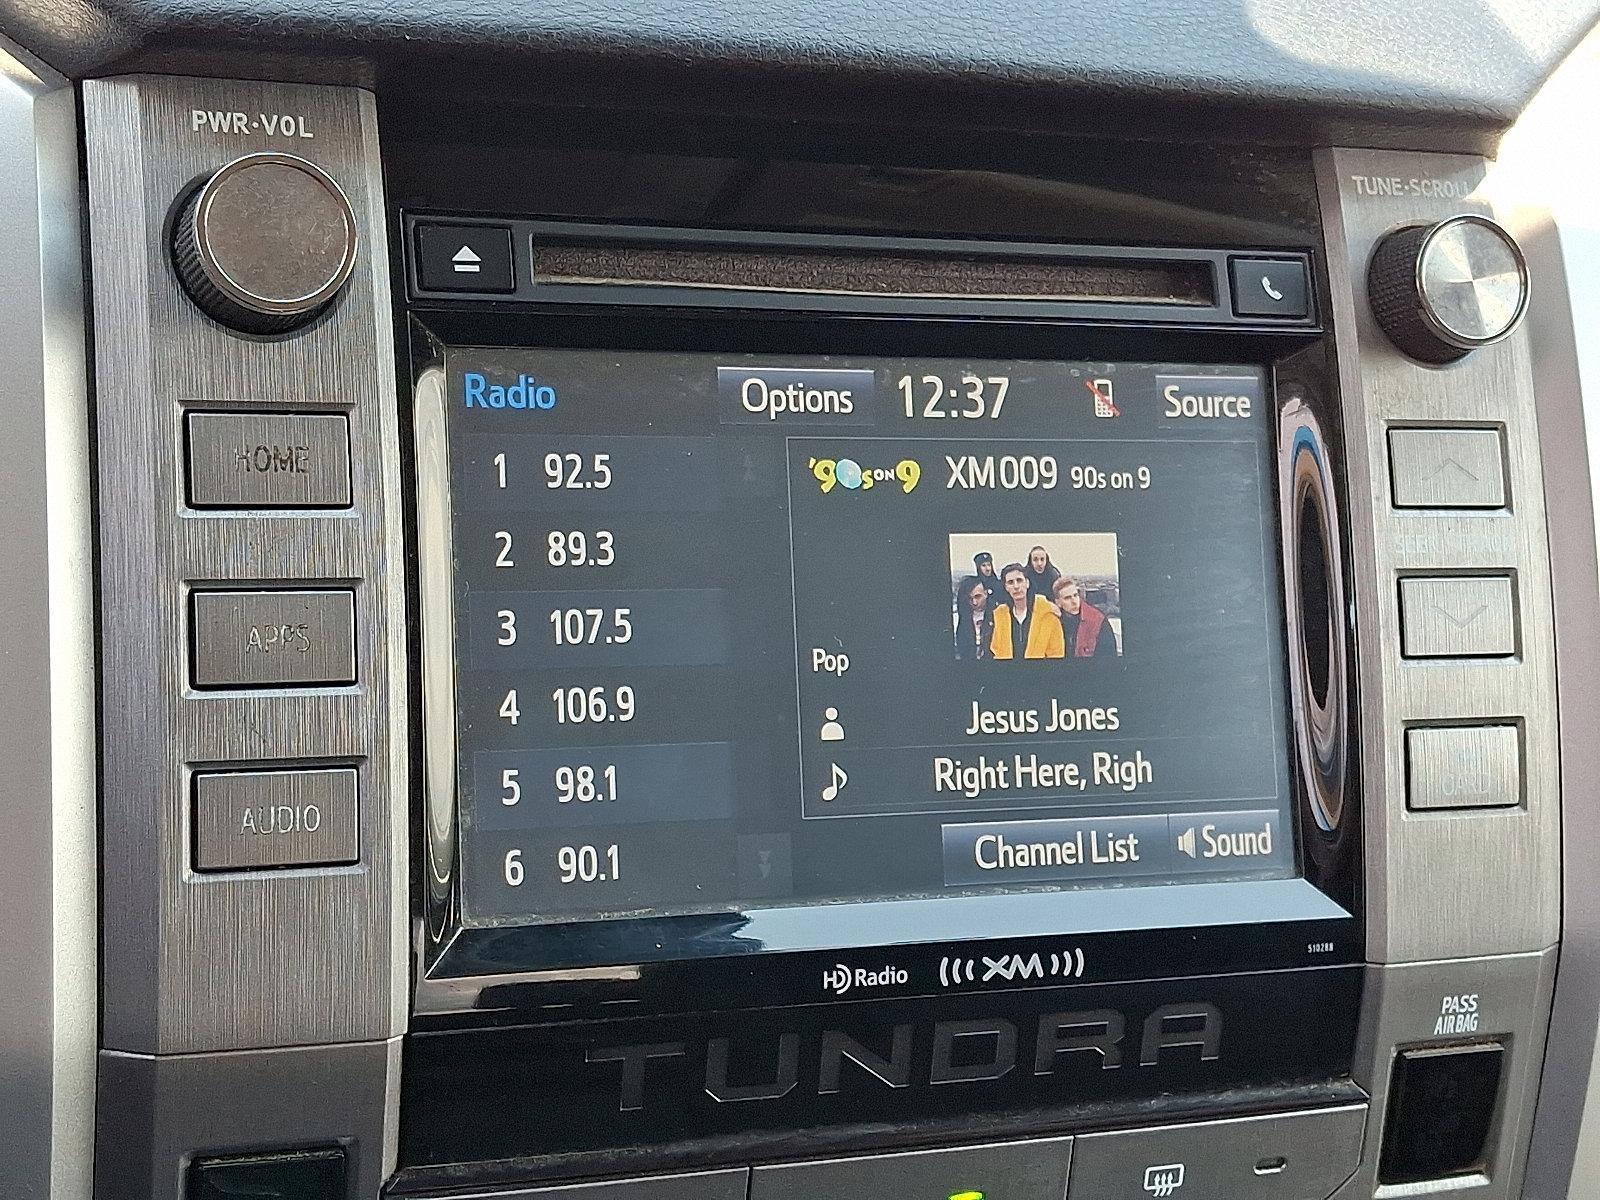 PWR·VOL
TUNE·SCROLL
Radio
Options
12:37
Source
1 92.5
2 89.3
3 107.5
4 106.9
5 98.1
6 90.1
'90s ON 9
XM009 90s on 9
Pop
Jesus Jones
Right Here, Righ
Channel List
Sound
HOME
APPS
AUDIO
CARD
HD Radio
(((XM)))
510288
TUNDRA
PASS
AIR BAG